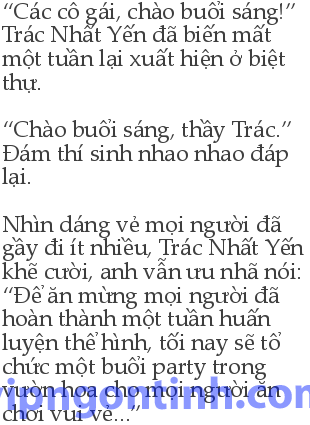 “Các cô gái, chào buổi sáng!”
Trác Nhất Yến đã biến mất
một tuần lại xuất hiện ở biệt
thự.
“Chào buổi sáng, thầy Trác.”
Đám thí sinh nhao nhao đáp
lại.
Nhìn dáng vẻ mọi người đã
gầy đi ít nhiều, Trác Nhất Yến
khẽ cười, anh vẫn ưu nhã nói:
“Để ăn mừng mọi người đã
hoàn thành một tuần huấn
luyện thể hình, tối nay sẽ tổ
chức một buổi party trong
vườn hoa cho mọi người ăn
chơi vui vẻ...”
vipngontinh.com